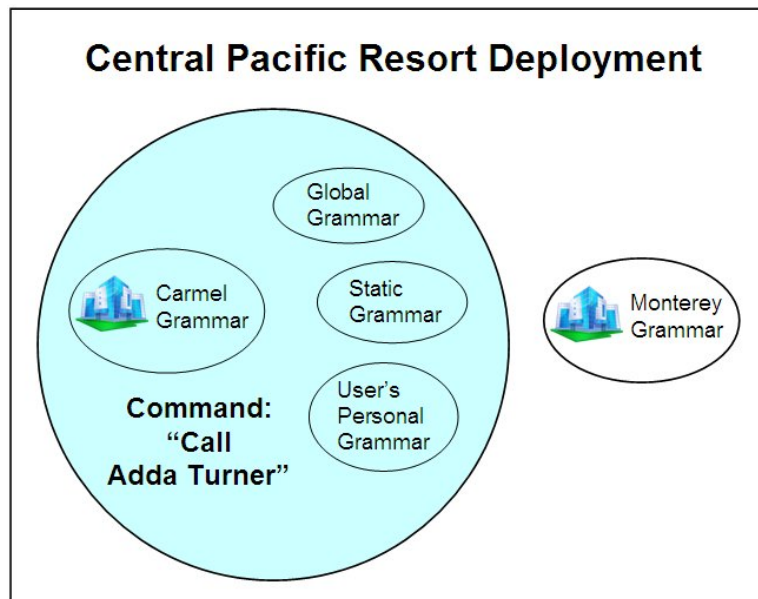 Central Pacific Resort Deployment
Global
Grammar
Carmel
Grammar
Static
Grammar
Monterey
Grammar
User’s
Personal
Grammar
Command:
“Call
Adda Turner”